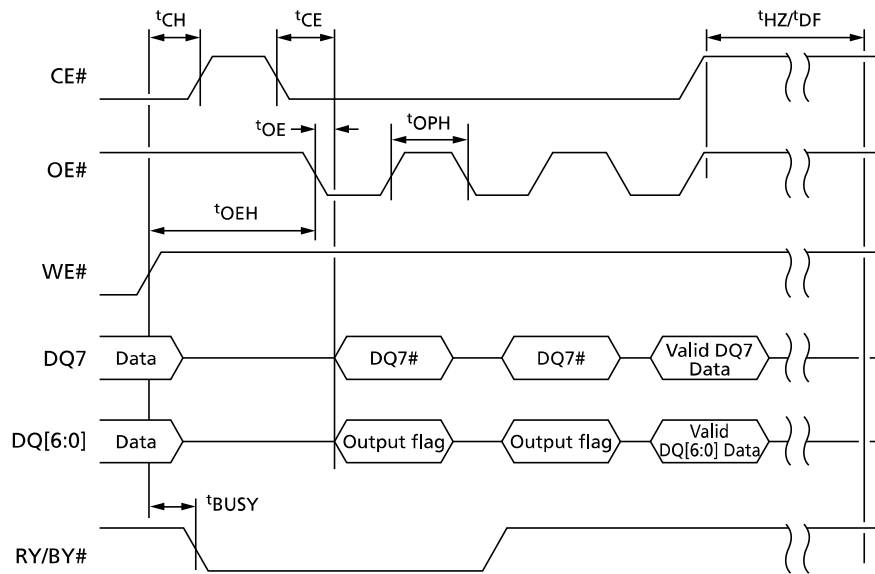 tCH
tCE
tHZ/tDF
CE#
tOE
tOPH
OE#
tOEH
WE#
DQ7
Data
DQ7#
DQ7#
Valid DQ7
Data
DQ[6:0]
Data
Output flag
Output flag
Valid
DQ[6:0] Data
tBUSY
RY/BY#